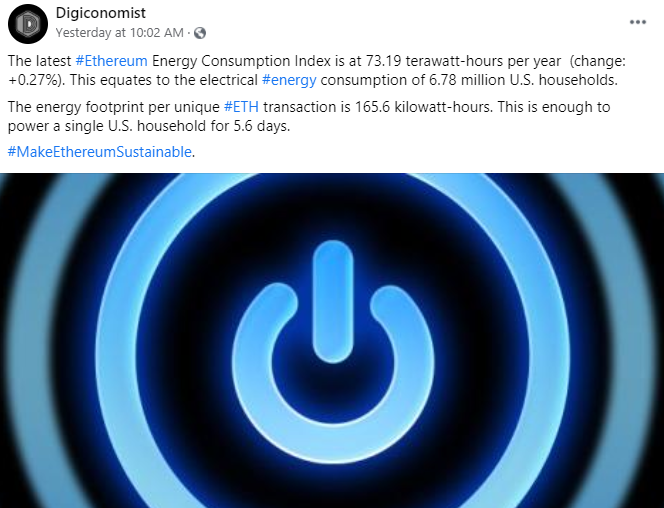 Digiconomist
Yesterday at 10:02 AM ·
The latest #Ethereum Energy Consumption Index is at 73.19 terawatt-hours per year (change:
+0.27%). This equates to the electrical #energy consumption of 6.78 million U.S. households.
The energy footprint per unique #ETH transaction is 165.6 kilowatt-hours. This is enough to
power a single U.S. household for 5.6 days.
#MakeEthereumSustainable.